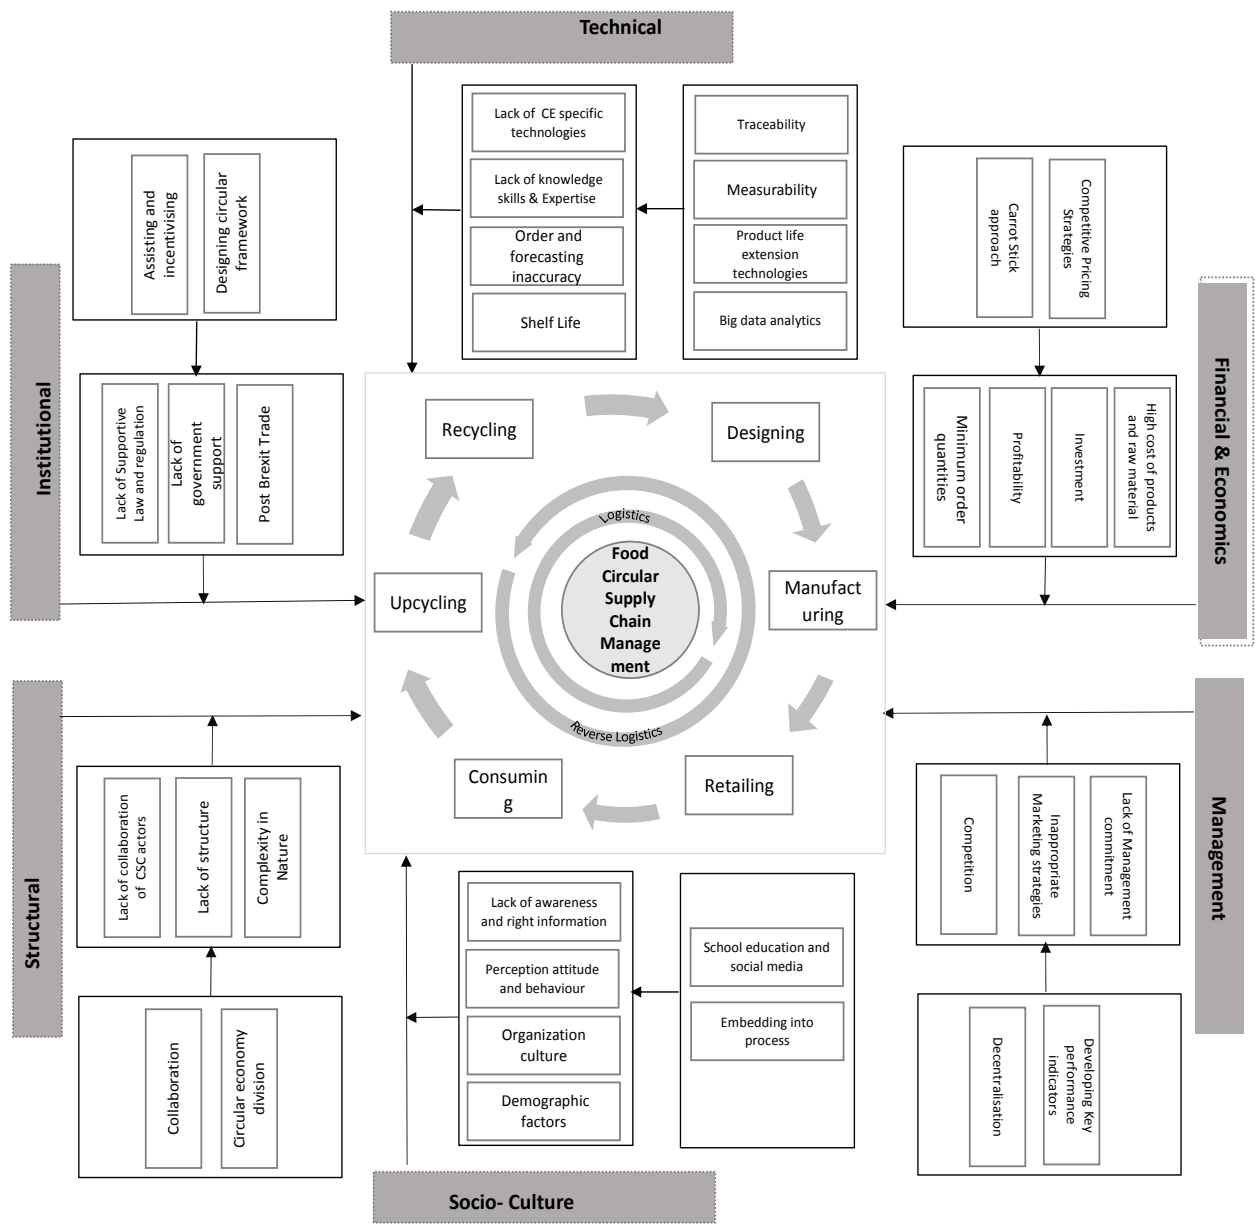 Technical
Lack of CE specific
technologies
Lack of knowledge
skills & Expertise
Order and
forecasting
inaccuracy
Shelf Life
Traceability
Measurability
Product life
extension
technologies
Big data analytics
Institutional
Assisting and
incentivising
Designing circular
framework
Lack of Supportive
Law and regulation
Lack of
government
support
Post Brexit Trade
Financial & Economics
Carrot Stick
approach
Competitive Pricing
Strategies
Minimum order
quantities
Profitability
Investment
High cost of products
and raw material
Recycling
Designing
Upcycling
Manufact
uring
Consumin
g
Retailing
Logistics
Food
Circular
Supply
Chain
Manage
ment
Reverse Logistics
Structural
Lack of collaboration
of CSC actors
Lack of structure
Complexity in
Nature
Collaboration
Circular economy
division
Management
Competition
Inappropriate
Marketing strategies
Lack of Management
commitment
Decentralisation
Developing Key
performance
indicators
Lack of awareness
and right information
Perception attitude
and behaviour
Organization
culture
Demographic
factors
School education and
social media
Embedding into
process
Socio- Culture